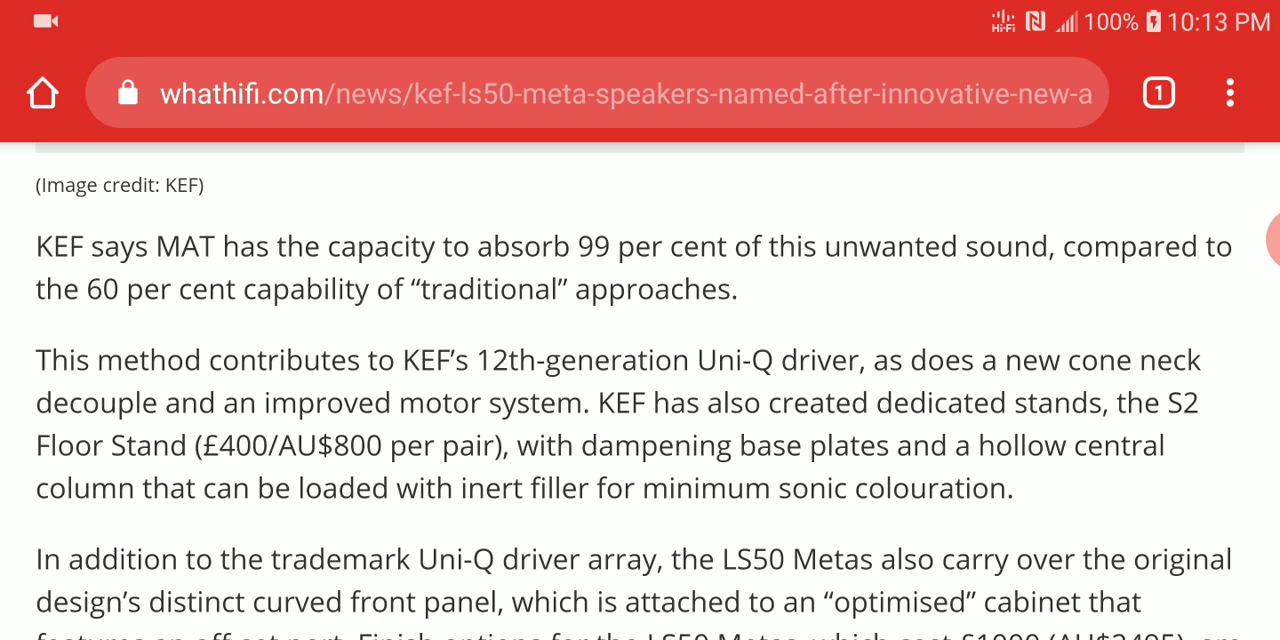 Hi-Fi 100% 10:13 PM
whathifi.com/news/kef-ls50-meta-speakers-named-after-innovative-new-a 1
(Image credit: KEF)
KEF says MAT has the capacity to absorb 99 per cent of this unwanted sound, compared to
the 60 per cent capability of “traditional” approaches.
This method contributes to KEF’s 12th-generation Uni-Q driver, as does a new cone neck
decouple and an improved motor system. KEF has also created dedicated stands, the S2
Floor Stand (£400/AU$800 per pair), with dampening base plates and a hollow central
column that can be loaded with inert filler for minimum sonic colouration.
In addition to the trademark Uni-Q driver array, the LS50 Metas also carry over the original
design’s distinct curved front panel, which is attached to an “optimised” cabinet that